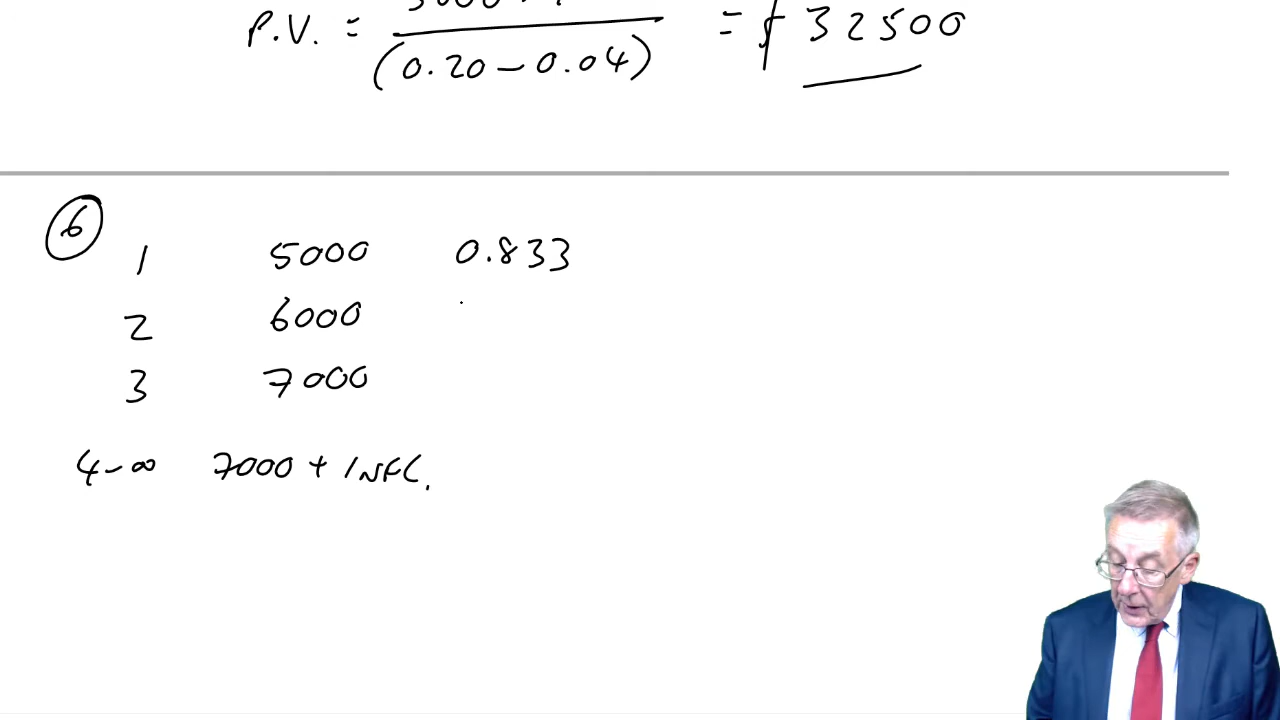 P.V. = / (0.20 - 0.04) = £ 32500
6
1 5000 0.833
2 6000
3 7000
4-∞ 7000 + INFL.